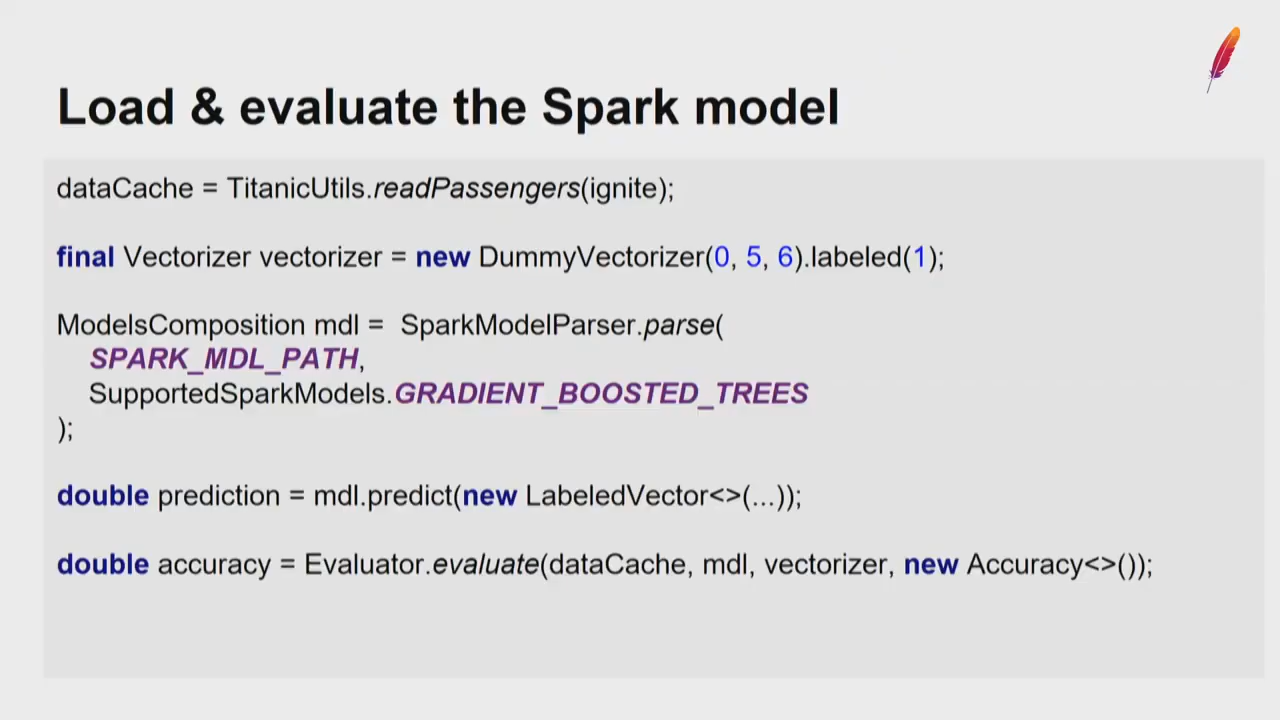 Load & evaluate the Spark model
dataCache = TitanicUtils.readPassengers(ignite);
final Vectorizer vectorizer = new DummyVectorizer(0, 5, 6).labeled(1);
ModelsComposition mdl = SparkModelParser.parse(
SPARK_MDL_PATH,
SupportedSparkModels.GRADIENT_BOOSTED_TREES
);
double prediction = mdl.predict(new LabeledVector<>(...));
double accuracy = Evaluator.evaluate(dataCache, mdl, vectorizer, new Accuracy<>());